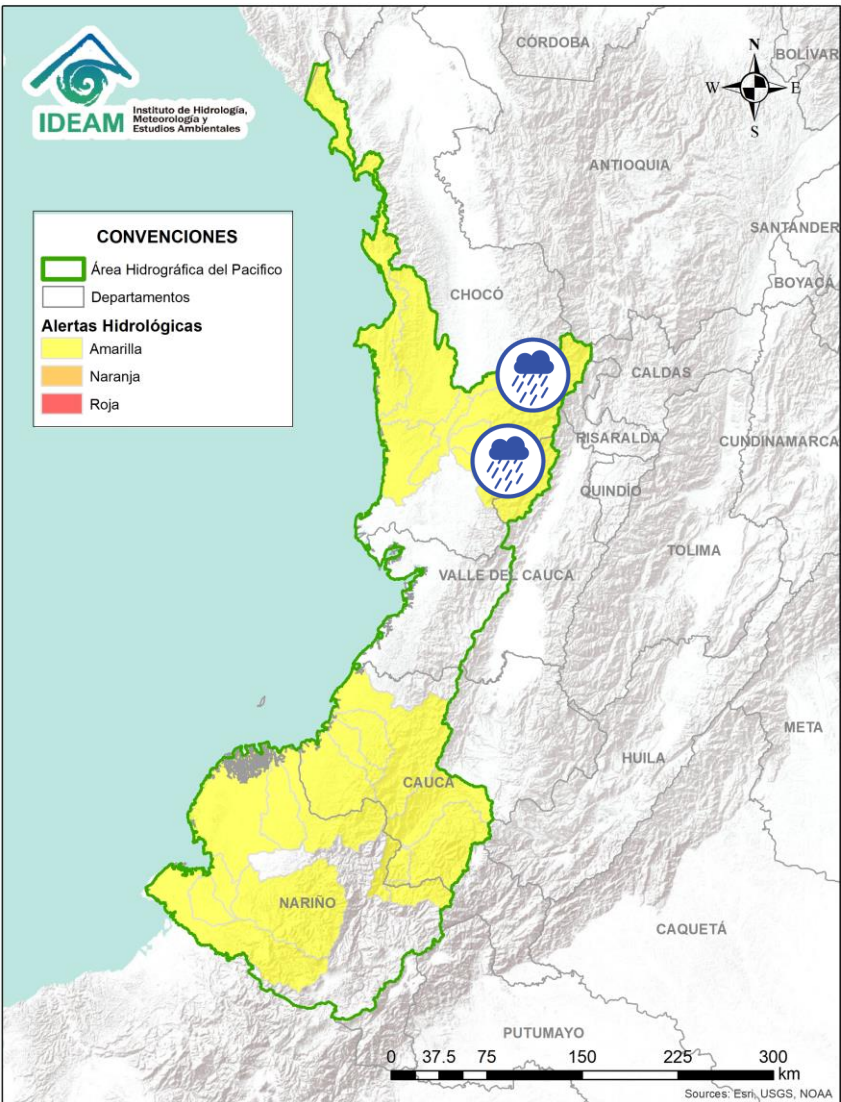 IDEAM
Instituto de Hidrología,
Meteorología y
Estudios Ambientales
N
W E
S
CÓRDOBA
BOLÍVAR
ANTIOQUIA
SANTANDER
BOYACÁ
CONVENCIONES
Área Hidrográfica del Pacifico
Departamentos
Alertas Hidrológicas
Amarilla
Naranja
Roja
CHOCÓ
CALDAS
RISARALDA
CUNDINAMARCA
QUINDÍO
TOLIMA
VALLE DEL CAUCA
META
HUILA
CAUCA
NARIÑO
CAQUETÁ
PUTUMAYO
0 37.5 75 150 225 300
km
Sources: Esri, USGS, NOAA